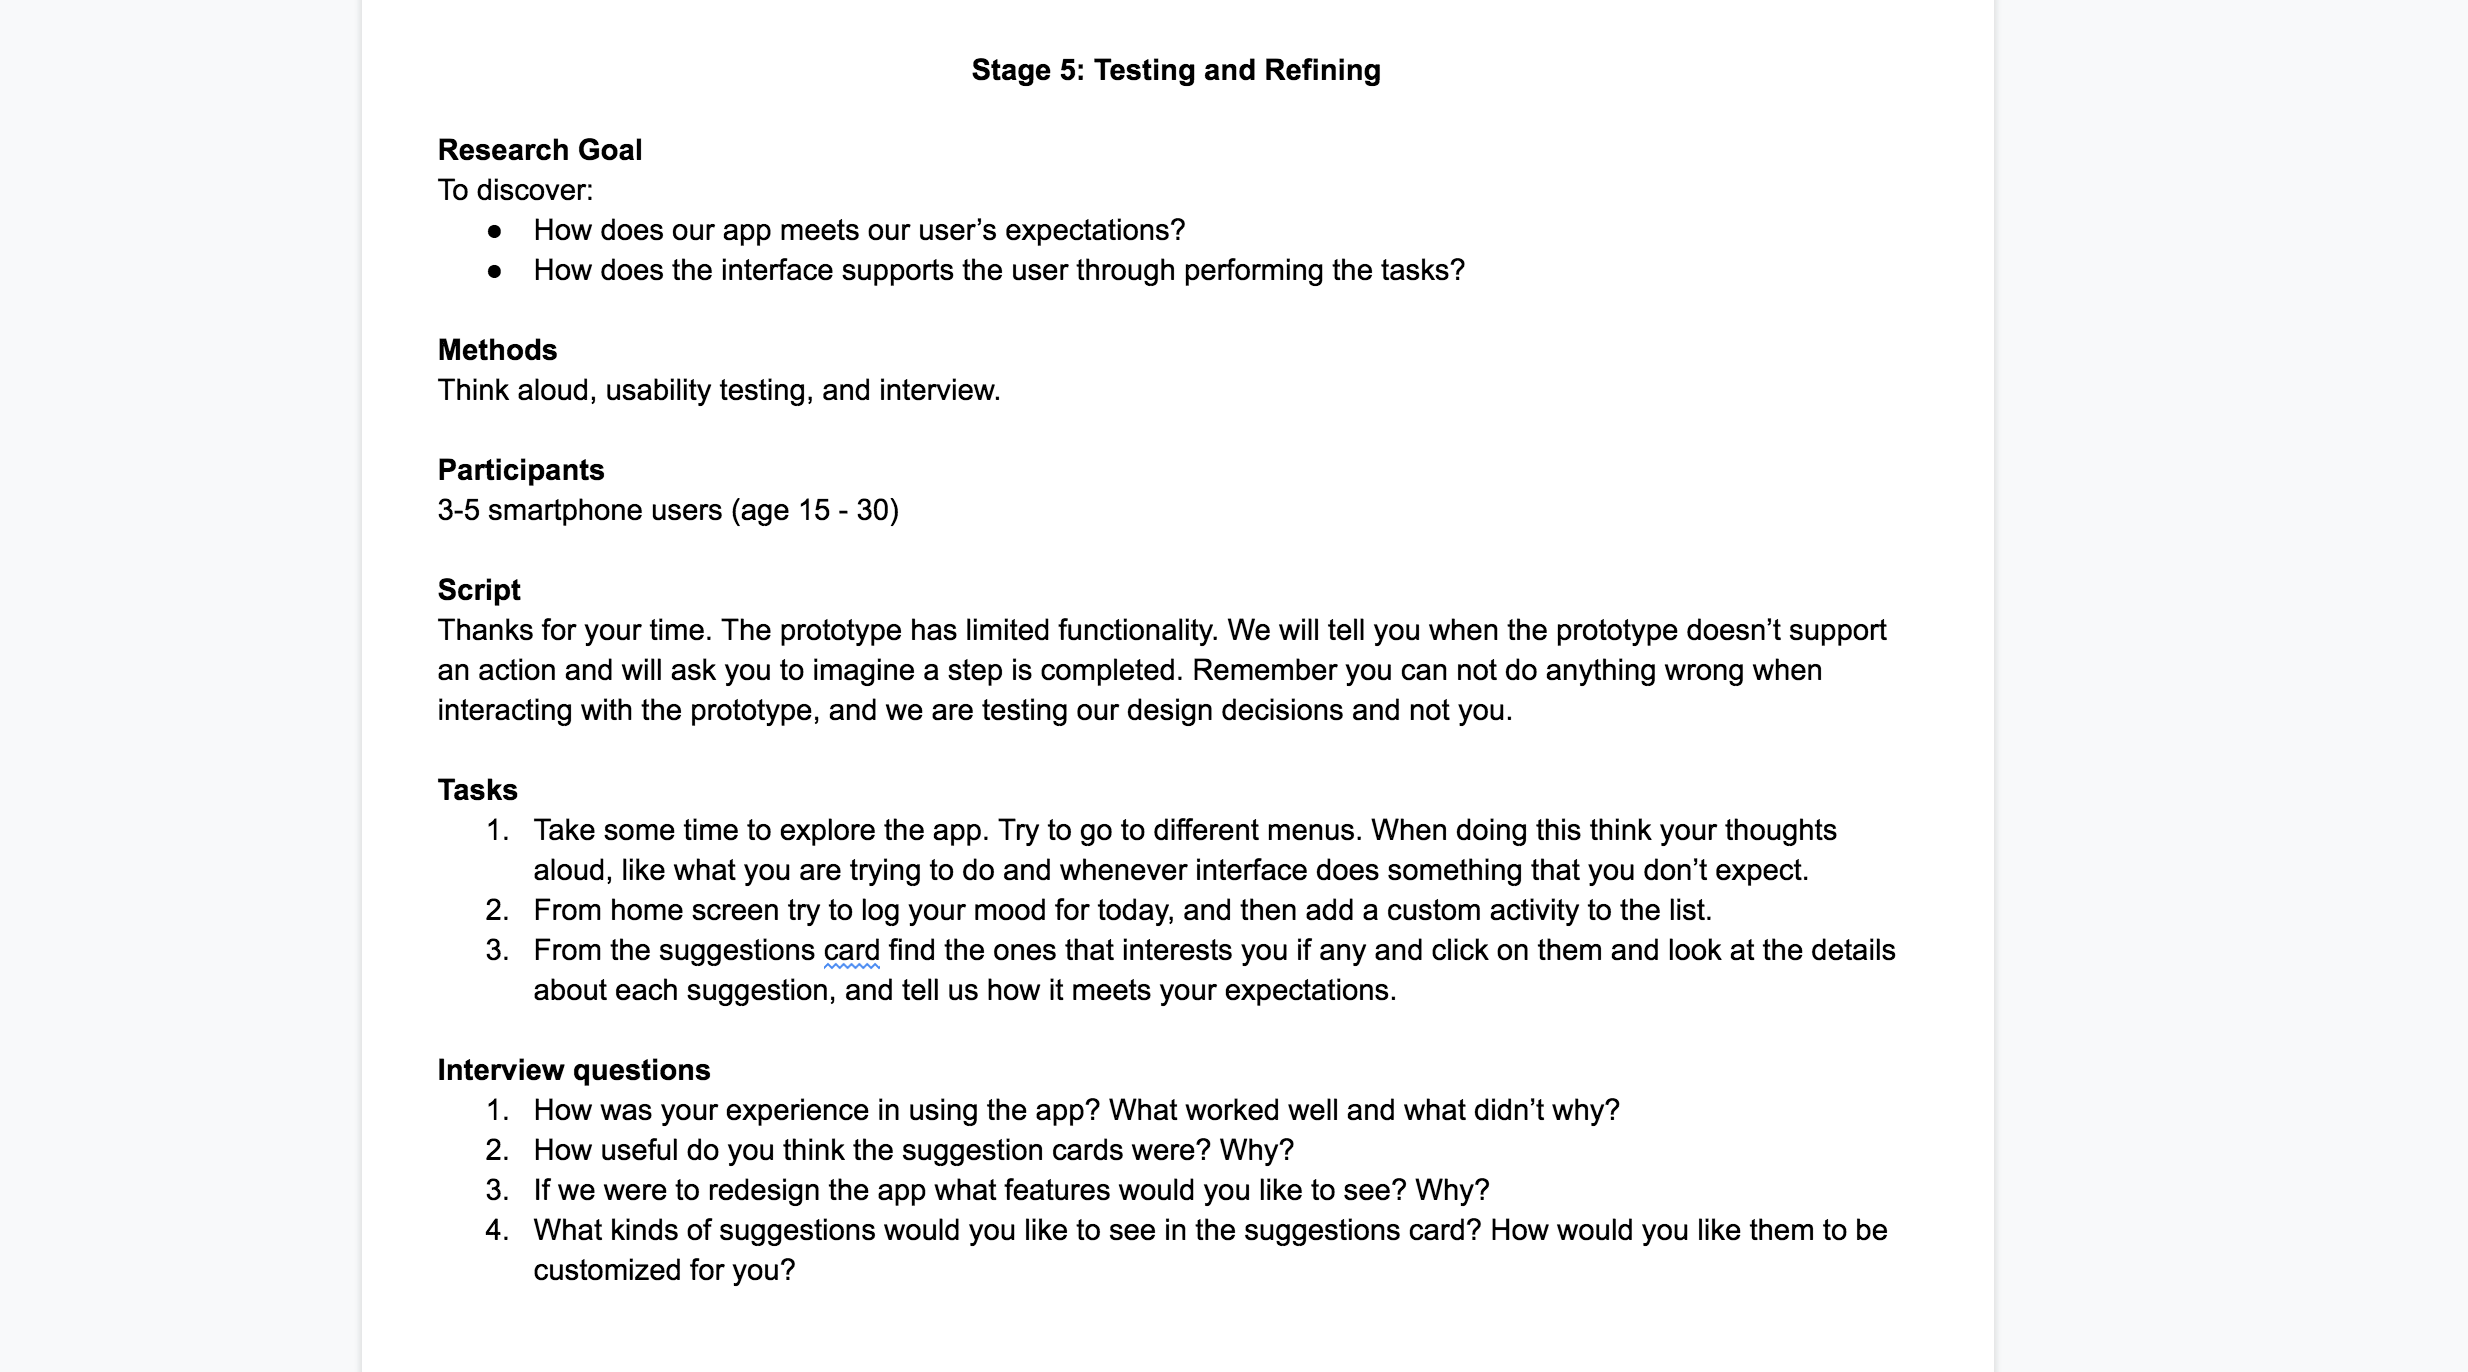 Stage 5: Testing and Refining
Research Goal
To discover:
● How does our app meets our user’s expectations?
● How does the interface supports the user through performing the tasks?
Methods
Think aloud, usability testing, and interview.
Participants
3-5 smartphone users (age 15 - 30)
Script
Thanks for your time. The prototype has limited functionality. We will tell you when the prototype doesn’t support
an action and will ask you to imagine a step is completed. Remember you can not do anything wrong when
interacting with the prototype, and we are testing our design decisions and not you.
Tasks
1. Take some time to explore the app. Try to go to different menus. When doing this think your thoughts
aloud, like what you are trying to do and whenever interface does something that you don’t expect.
2. From home screen try to log your mood for today, and then add a custom activity to the list.
3. From the suggestions card find the ones that interests you if any and click on them and look at the details
about each suggestion, and tell us how it meets your expectations.
Interview questions
1. How was your experience in using the app? What worked well and what didn’t why?
2. How useful do you think the suggestion cards were? Why?
3. If we were to redesign the app what features would you like to see? Why?
4. What kinds of suggestions would you like to see in the suggestions card? How would you like them to be
customized for you?